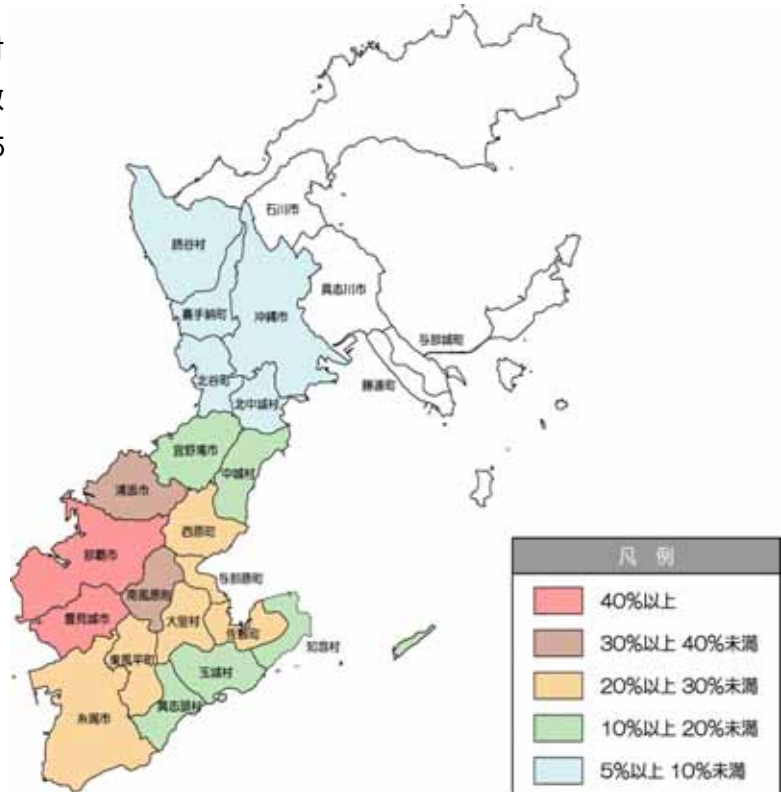 5
石川市
読谷村
具志川市
嘉手納町
沖縄市
与那城町
北谷町
勝連町
北中城村
宜野湾市
中城村
浦添市
西原町
那覇市
与那原町
南風原町
豊見城市
大里村
佐敷町
知念村
東風平町
玉城村
具志頭村
糸満市
凡 例
40%以上
30%以上 40%未満
20%以上 30%未満
10%以上 20%未満
5%以上 10%未満